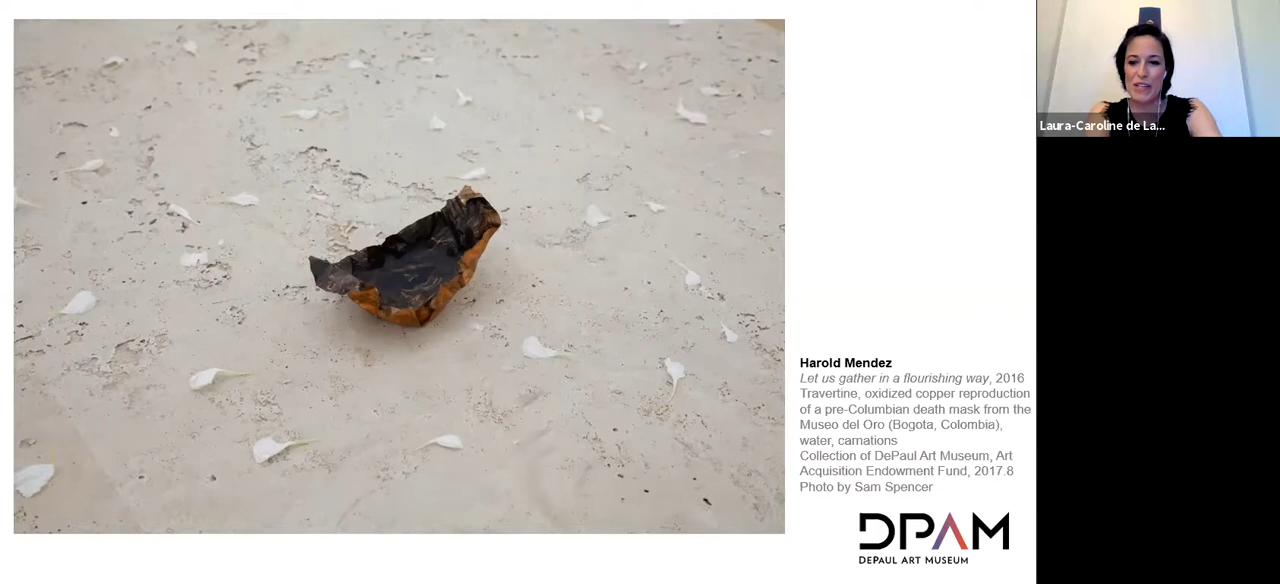 Laura-Caroline de La...
Harold Mendez
Let us gather in a flourishing way, 2016
Travertine, oxidized copper reproduction
of a pre-Columbian death mask from the
Museo del Oro (Bogota, Colombia),
water, carnations
Collection of DePaul Art Museum, Art
Acquisition Endowment Fund, 2017.8
Photo by Sam Spencer
DPAM
DEPAUL ART MUSEUM